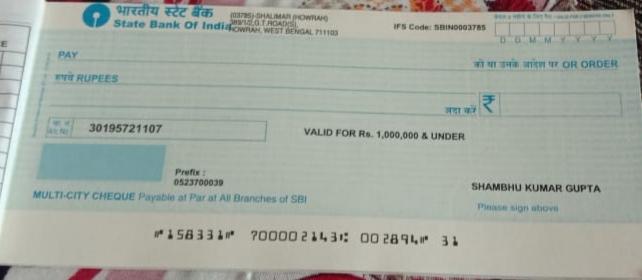 भारतीय स्टेट बैंक
State Bank Of India
(03785)-SHALIMAR (HOWRAH)
389/1/2,G.T.ROAD(S),
HOWRAH, WEST BENGAL 711103
IFS Code: SBIN0003785
D D M M Y Y Y Y
PAY
को या उनके आदेश पर OR ORDER
रुपये RUPEES
अदा करें ₹
30195721107
VALID FOR Rs. 1,000,000 & UNDER
Prefix :
0523700039
SHAMBHU KUMAR GUPTA
MULTI-CITY CHEQUE Payable at Par at All Branches of SBI
Please sign above
⑈158331⑈ 700002143⑆ 002894⑈ 31